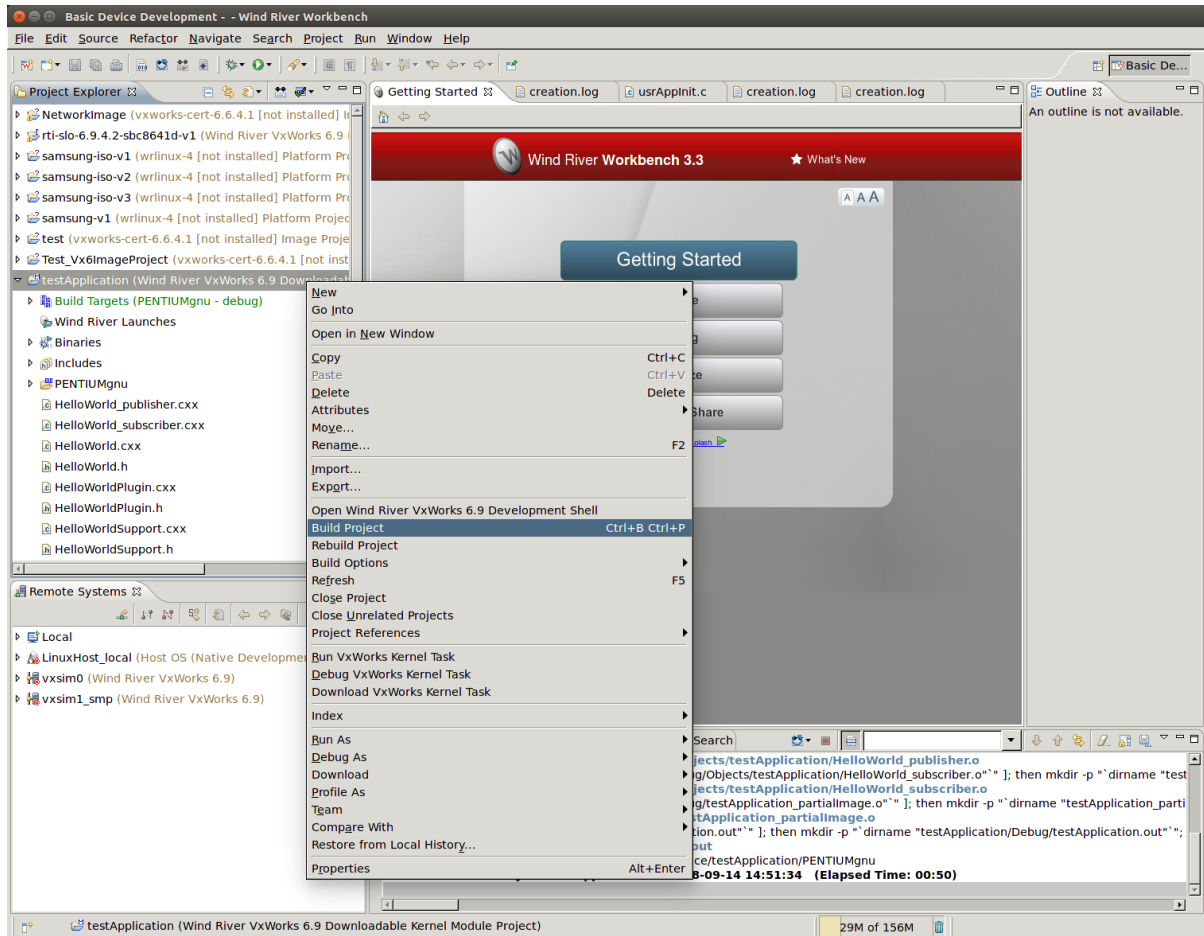 Basic Device Development - - Wind River Workbench
File Edit Source Refactor Navigate Search Project Run Window Help
Basic De...
Project Explorer
NetworkImage (vxworks-cert-6.6.4.1 [not installed] I
rti-slo-6.9.4.2-sbc8641d-v1 (Wind River VxWorks 6.9 I
samsung-iso-v1 (wrlinux-4 [not installed] Platform Pro
samsung-iso-v2 (wrlinux-4 [not installed] Platform Pro
samsung-iso-v3 (wrlinux-4 [not installed] Platform Pro
samsung-v1 (wrlinux-4 [not installed] Platform Projec
test (vxworks-cert-6.6.4.1 [not installed] Image Proje
Test_Vx6ImageProject (vxworks-cert-6.6.4.1 [not inst
testApplication (Wind River VxWorks 6.9 Downloadab
Build Targets (PENTIUMgnu - debug)
Wind River Launches
Binaries
Includes
PENTIUMgnu
HelloWorld_publisher.cxx
HelloWorld_subscriber.cxx
HelloWorld.cxx
HelloWorld.h
HelloWorldPlugin.cxx
HelloWorldPlugin.h
HelloWorldSupport.cxx
HelloWorldSupport.h
Remote Systems
Local
LinuxHost_local (Host OS (Native Developme
vxsim0 (Wind River VxWorks 6.9)
vxsim1_smp (Wind River VxWorks 6.9)
Getting Started creation.log usrAppInit.c creation.log creation.log
Wind River Workbench 3.3 What's New
A A A
Getting Started
e
g
ze
Share
plash
New
Go Into
Open in New Window
Copy Ctrl+C
Paste Ctrl+V
Delete Delete
Attributes
Move...
Rename... F2
Import...
Export...
Open Wind River VxWorks 6.9 Development Shell
Build Project Ctrl+B Ctrl+P
Rebuild Project
Build Options
Refresh F5
Close Project
Close Unrelated Projects
Project References
Run VxWorks Kernel Task
Debug VxWorks Kernel Task
Download VxWorks Kernel Task
Index
Run As
Debug As
Download
Profile As
Team
Compare With
Restore from Local History...
Properties Alt+Enter
Outline
An outline is not available.
Search
jects/testApplication/HelloWorld_publisher.o
ug/Objects/testApplication/HelloWorld_subscriber.o"`" ]; then mkdir -p "`dirname "test
jects/testApplication/HelloWorld_subscriber.o
ug/testApplication_partialImage.o"`" ]; then mkdir -p "`dirname "testApplication_parti
stApplication_partialImage.o
tion.out"`" ]; then mkdir -p "`dirname "testApplication/Debug/testApplication.out"`";
out
ce/testApplication/PENTIUMgnu
8-09-14 14:51:34 (Elapsed Time: 00:50)
testApplication (Wind River VxWorks 6.9 Downloadable Kernel Module Project)
29M of 156M